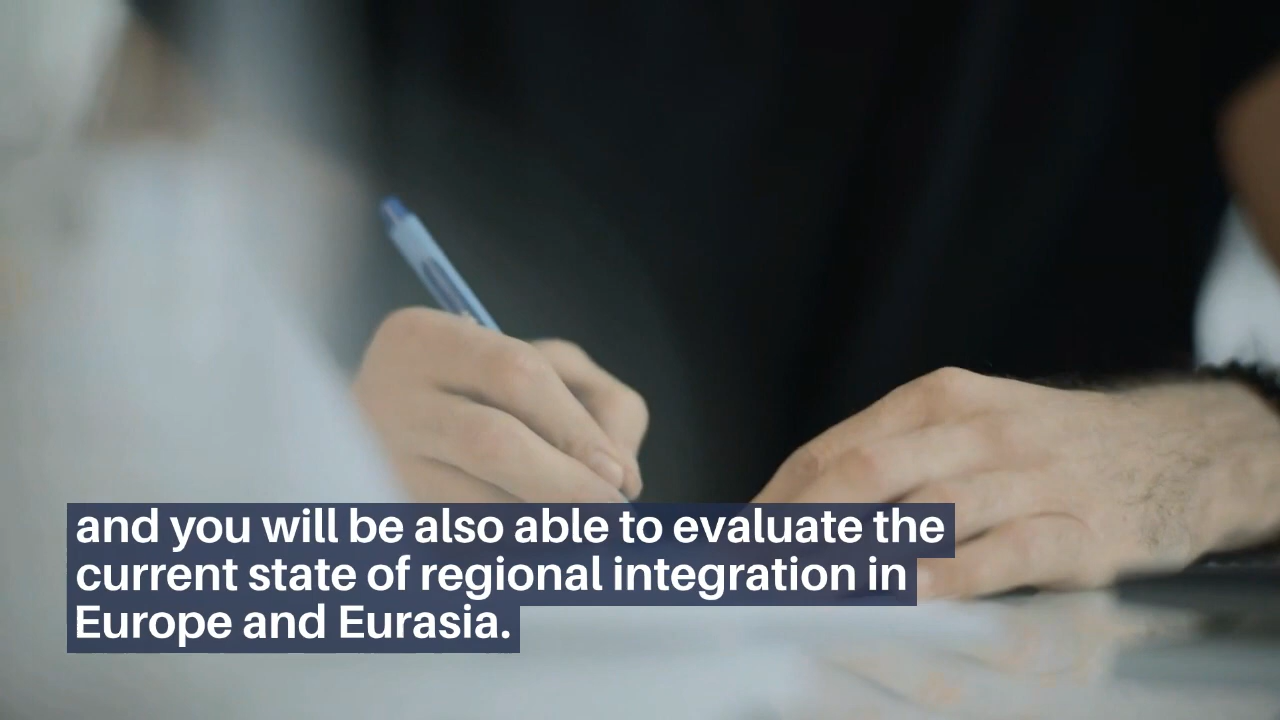 and you will be also able to evaluate the
current state of regional integration in
Europe and Eurasia.